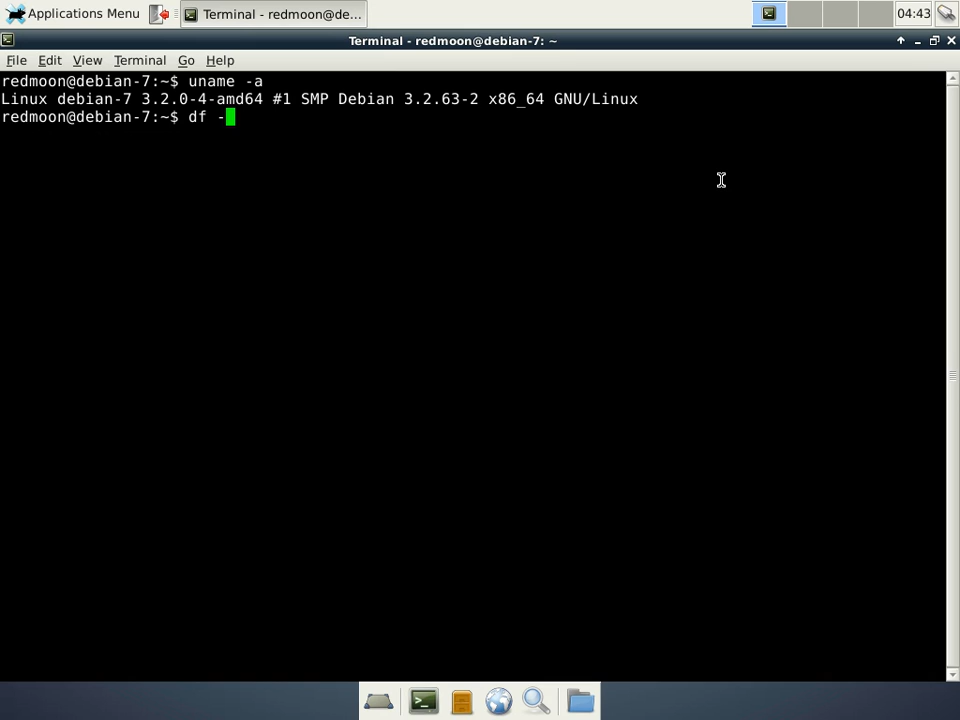 Applications Menu
Terminal - redmoon@de...
04:43
Terminal - redmoon@debian-7: ~
File Edit View Terminal Go Help
redmoon@debian-7:~$ uname -a
Linux debian-7 3.2.0-4-amd64 #1 SMP Debian 3.2.63-2 x86_64 GNU/Linux
redmoon@debian-7:~$ df -